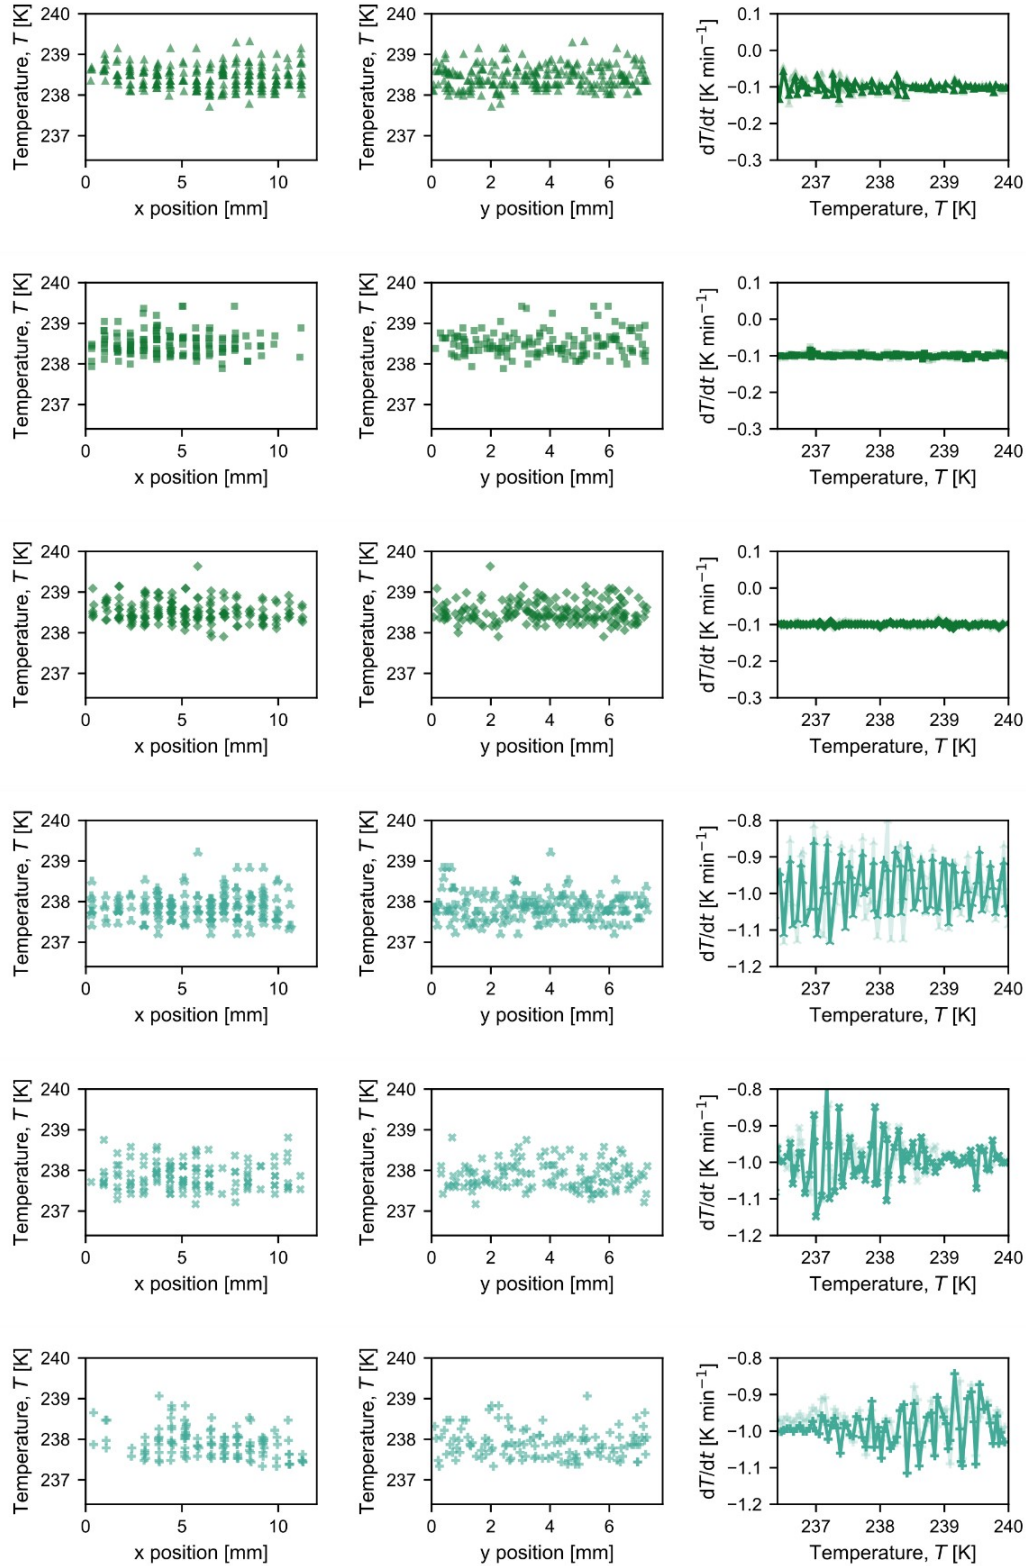 240
239
238
237
Temperature, T [K]
0 5 10
x position [mm]
240
239
238
237
Temperature, T [K]
0 2 4 6
y position [mm]
0.1
0.0
−0.1
−0.2
−0.3
dT/dt [K min⁻¹]
237 238 239 240
Temperature, T [K]
240
239
238
237
Temperature, T [K]
0 5 10
x position [mm]
240
239
238
237
Temperature, T [K]
0 2 4 6
y position [mm]
0.1
0.0
−0.1
−0.2
−0.3
dT/dt [K min⁻¹]
237 238 239 240
Temperature, T [K]
240
239
238
237
Temperature, T [K]
0 5 10
x position [mm]
240
239
238
237
Temperature, T [K]
0 2 4 6
y position [mm]
0.1
0.0
−0.1
−0.2
−0.3
dT/dt [K min⁻¹]
237 238 239 240
Temperature, T [K]
240
239
238
237
Temperature, T [K]
0 5 10
x position [mm]
240
239
238
237
Temperature, T [K]
0 2 4 6
y position [mm]
−0.8
−0.9
−1.0
−1.1
−1.2
dT/dt [K min⁻¹]
237 238 239 240
Temperature, T [K]
240
239
238
237
Temperature, T [K]
0 5 10
x position [mm]
240
239
238
237
Temperature, T [K]
0 2 4 6
y position [mm]
−0.8
−0.9
−1.0
−1.1
−1.2
dT/dt [K min⁻¹]
237 238 239 240
Temperature, T [K]
240
239
238
237
Temperature, T [K]
0 5 10
x position [mm]
240
239
238
237
Temperature, T [K]
0 2 4 6
y position [mm]
−0.8
−0.9
−1.0
−1.1
−1.2
dT/dt [K min⁻¹]
237 238 239 240
Temperature, T [K]